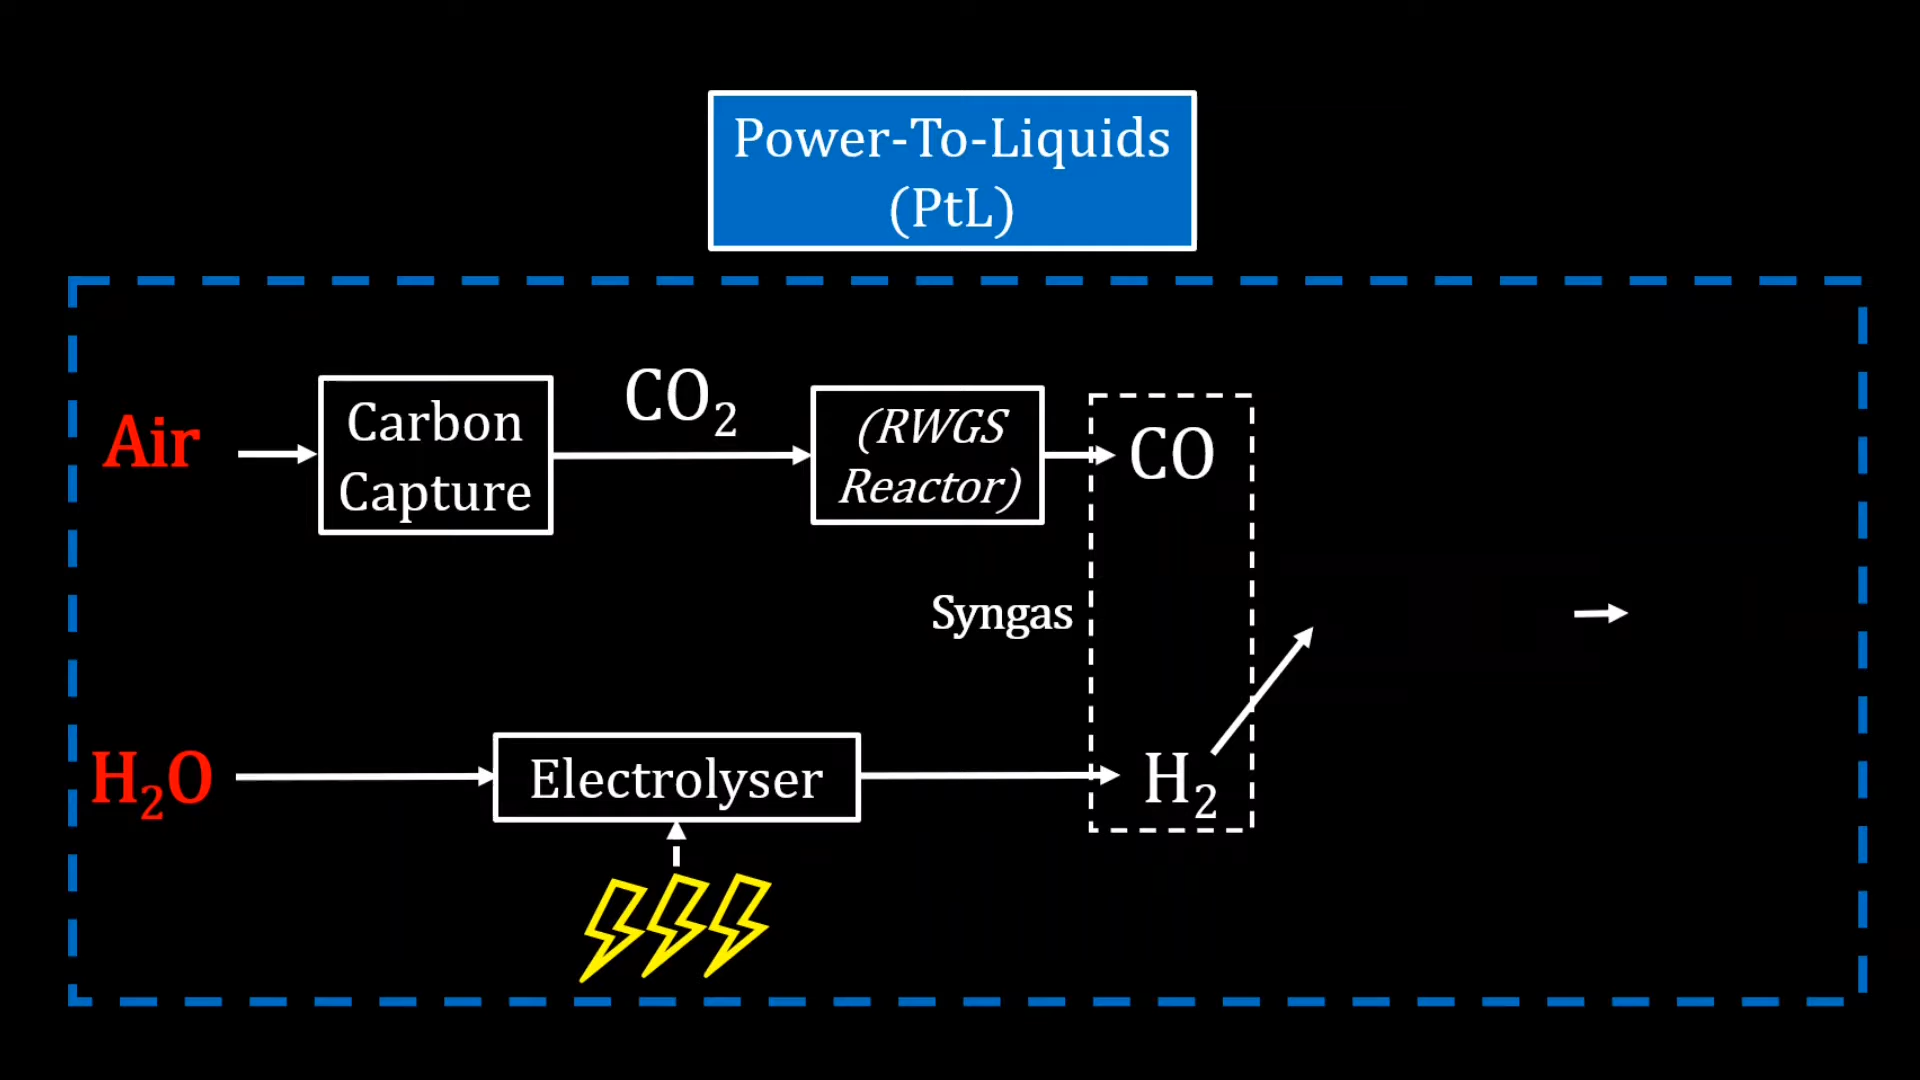 Power-To-Liquids
(PtL)
Air
Carbon
Capture
CO₂
(RWGS
Reactor)
CO
Syngas
H₂O
Electrolyser
H₂